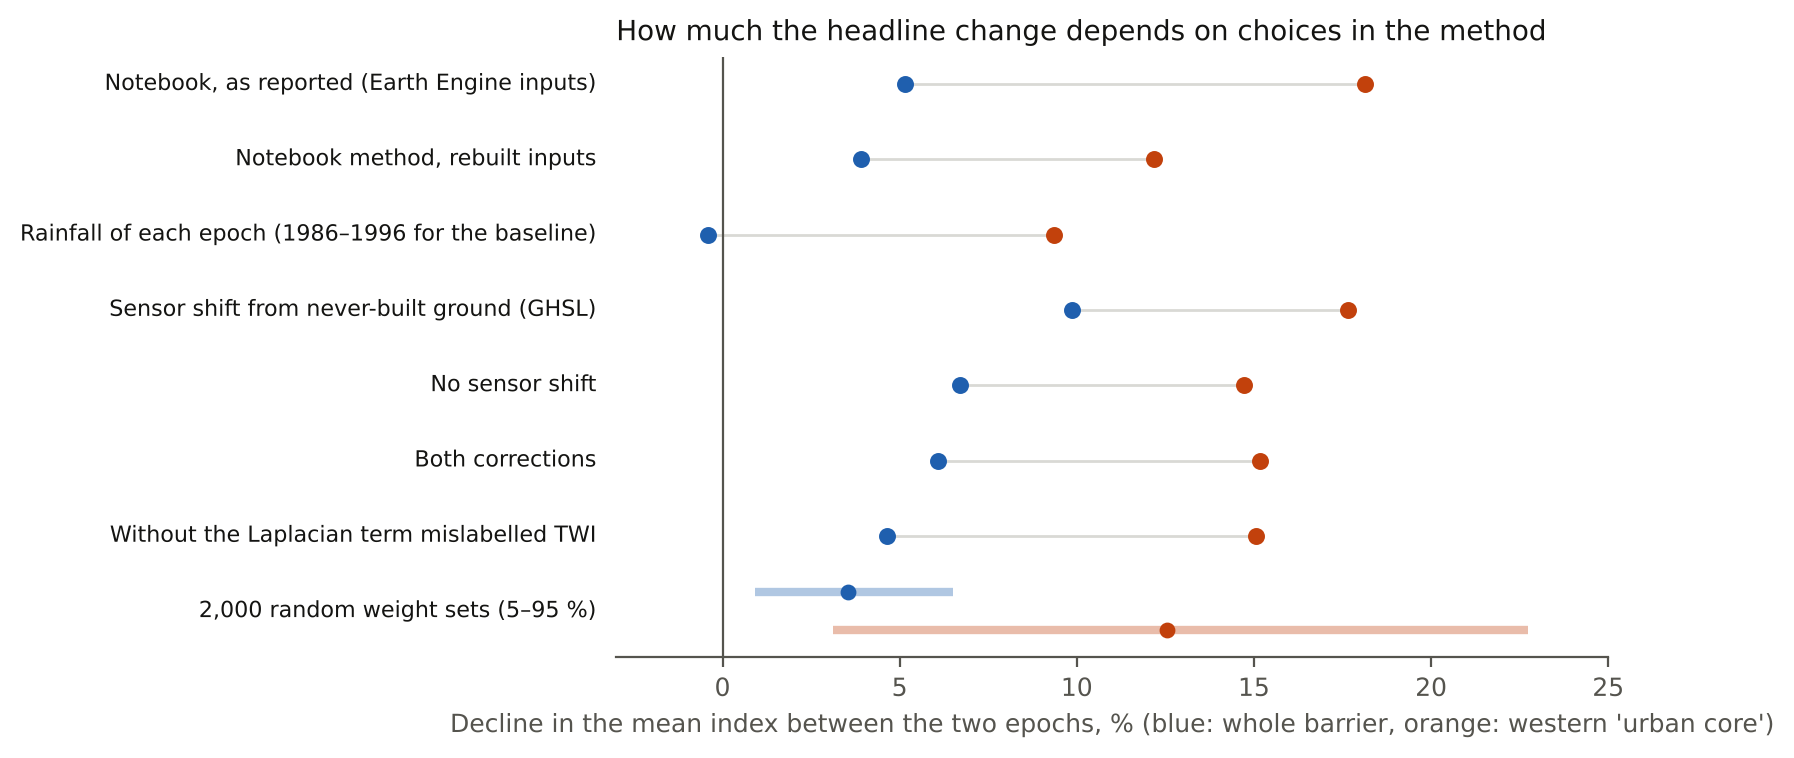 How much the headline change depends on choices in the method
Notebook, as reported (Earth Engine inputs)
Notebook method, rebuilt inputs
Rainfall of each epoch (1986–1996 for the baseline)
Sensor shift from never-built ground (GHSL)
No sensor shift
Both corrections
Without the Laplacian term mislabelled TWI
2,000 random weight sets (5–95 %)
0 5 10 15 20 25
Decline in the mean index between the two epochs, % (blue: whole barrier, orange: western 'urban core')